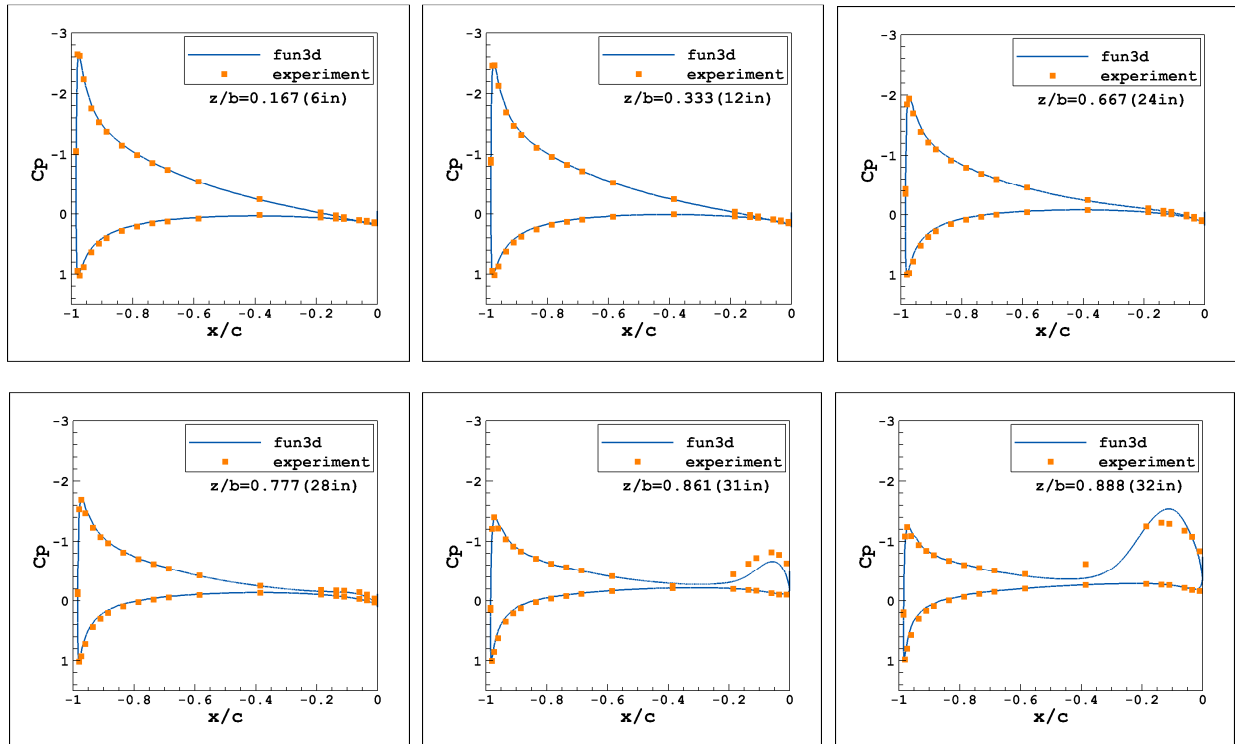 -3
fun3d
experiment
z/b=0.167(6in)
-2
-1
Cp
0
1
-1 -0.8 -0.6 -0.4 -0.2 0
x/c
-3
fun3d
experiment
z/b=0.333(12in)
-2
-1
Cp
0
1
-1 -0.8 -0.6 -0.4 -0.2 0
x/c
-3
fun3d
experiment
z/b=0.667(24in)
-2
-1
Cp
0
1
-1 -0.8 -0.6 -0.4 -0.2 0
x/c
-3
fun3d
experiment
z/b=0.777(28in)
-2
-1
Cp
0
1
-1 -0.8 -0.6 -0.4 -0.2 0
x/c
-3
fun3d
experiment
z/b=0.861(31in)
-2
-1
Cp
0
1
-1 -0.8 -0.6 -0.4 -0.2 0
x/c
-3
fun3d
experiment
z/b=0.888(32in)
-2
-1
Cp
0
1
-1 -0.8 -0.6 -0.4 -0.2 0
x/c